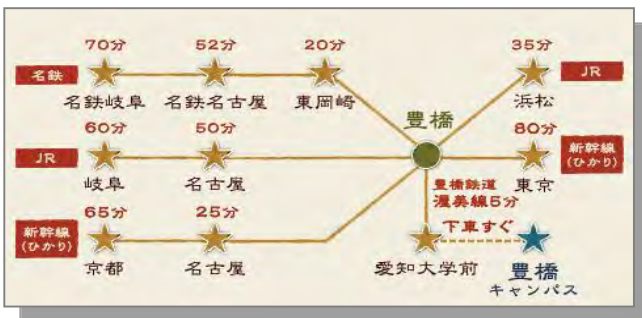 70分 52分 20分 35分
名鉄 JR
名鉄岐阜 名鉄名古屋 東岡崎 浜松
豊橋
60分 50分 80分
JR 新幹線
(ひかり)
岐阜 名古屋 東京
豊橋鉄道
渥美線5分
65分 25分
下車すぐ
新幹線
(ひかり)
京都 名古屋 愛知大学前 豊橋
キャンパス